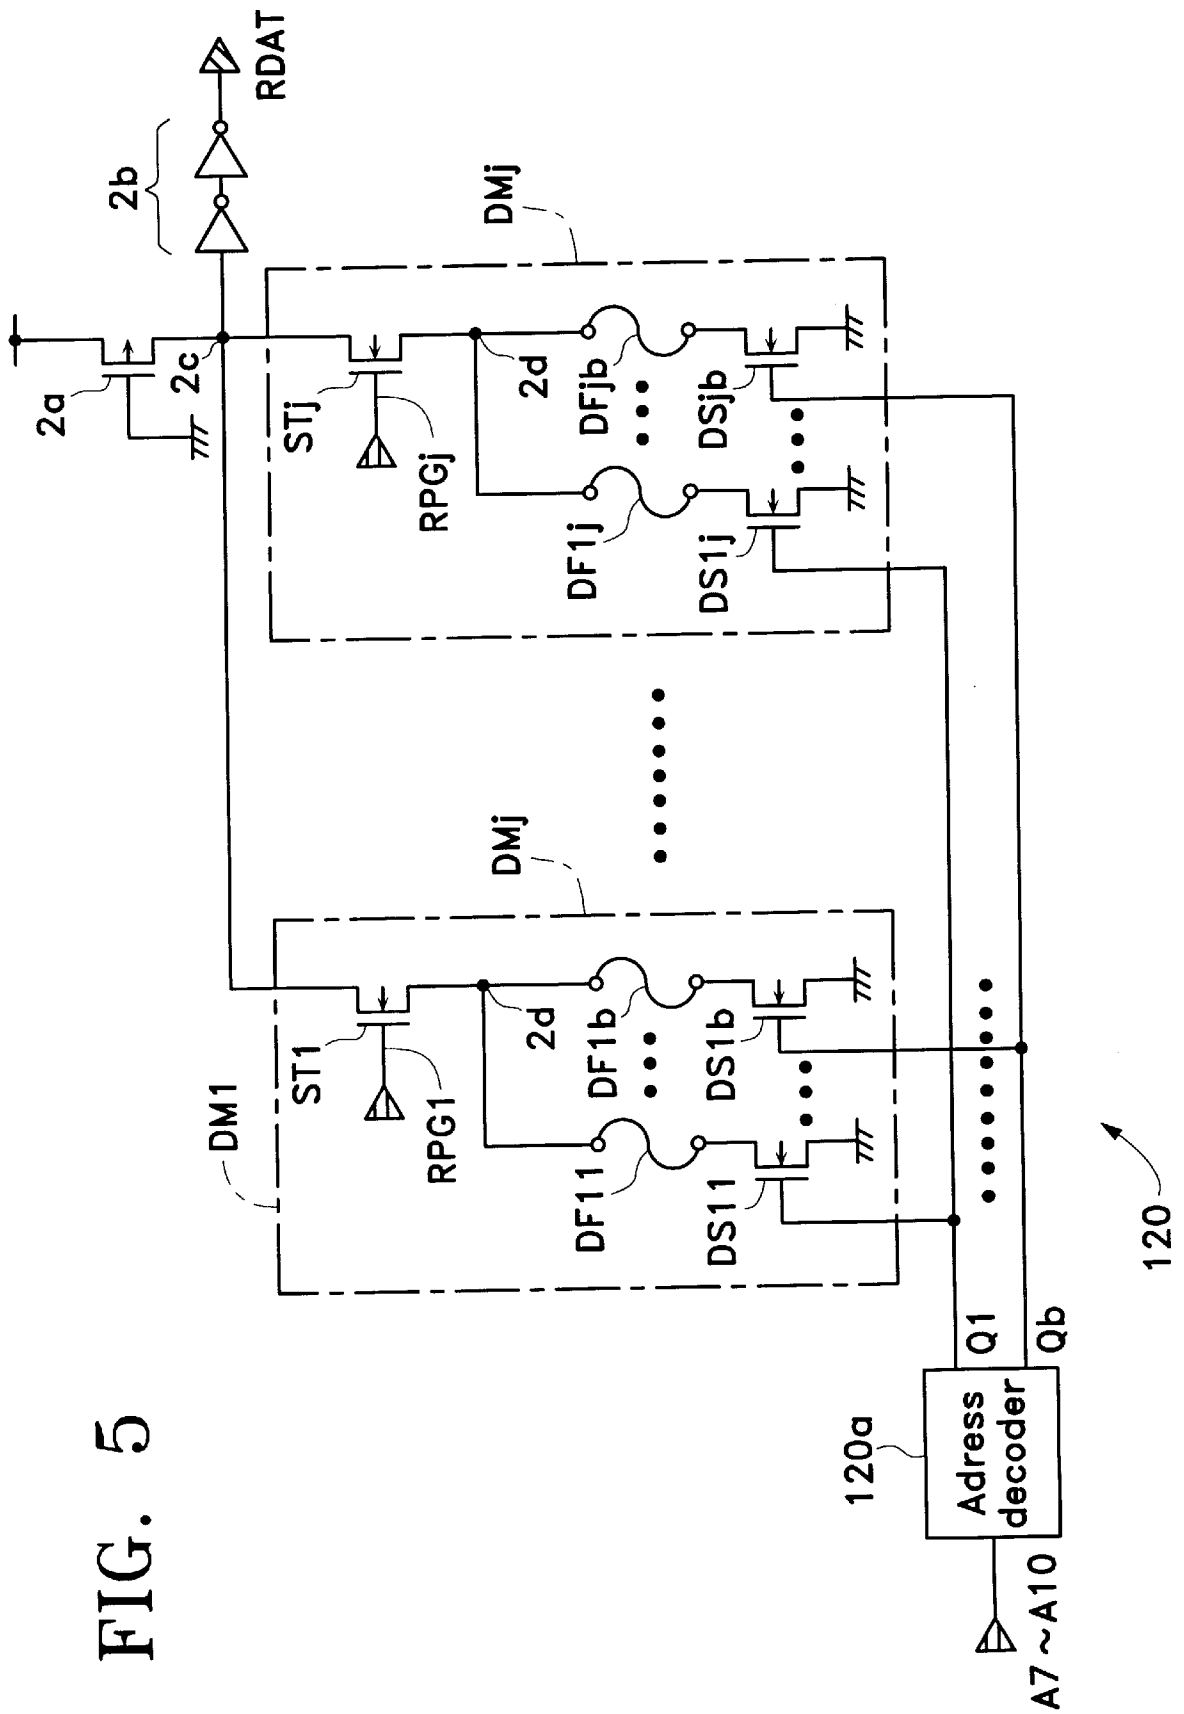 FIG. 5
2a
2b
2c
RDAT
DM1
ST1
RPG1
2d
DMj
DF11
DF1b
DS11
DS1b
STj
RPGj
2d
DMj
DF1j
DFjb
DS1j
DSjb
120a
Adress
decoder
Q1
Qb
A7~A10
120